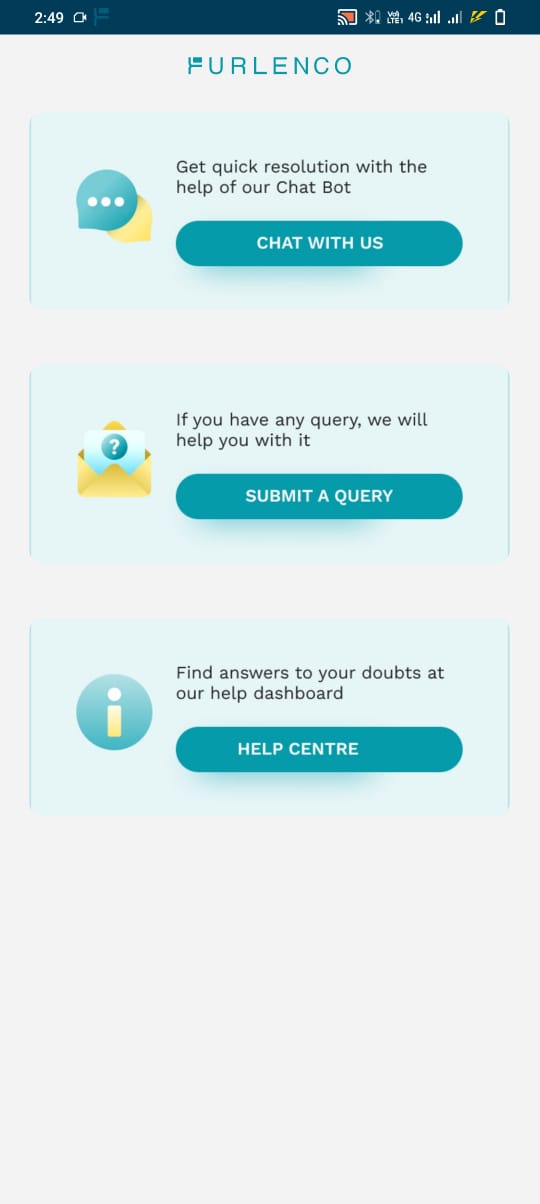 2:49 VoD LTE1 4G
FURLENCO
Get quick resolution with the
help of our Chat Bot
CHAT WITH US
?
If you have any query, we will
help you with it
SUBMIT A QUERY
Find answers to your doubts at
our help dashboard
i
HELP CENTRE